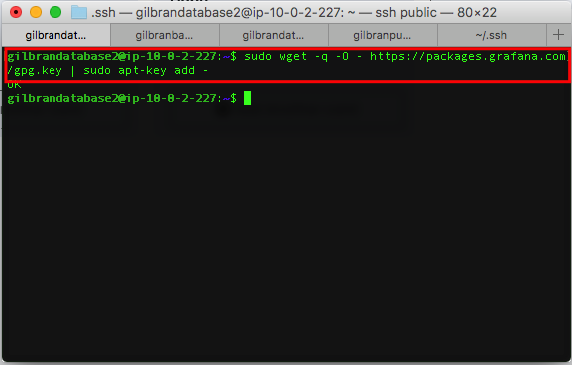 .ssh — gilbrandatabase2@ip-10-0-2-227: ~ — ssh public — 80×22
gilbrandat... gilbranba... gilbrandat... gilbranpu... ~/.ssh +
gilbrandatabase2@ip-10-0-2-227:~$ sudo wget -q -O - https://packages.grafana.com
/gpg.key | sudo apt-key add -
OK
gilbrandatabase2@ip-10-0-2-227:~$